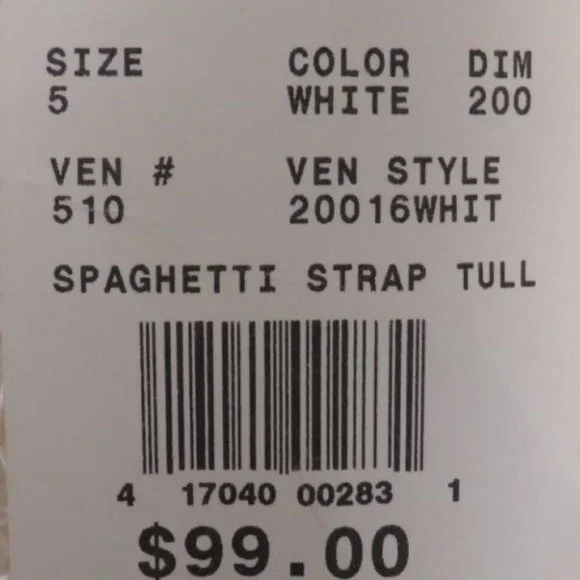 SIZE COLOR DIM
5 WHITE 200
VEN # VEN STYLE
510 20016WHIT
SPAGHETTI STRAP TULL
4 17040 00283 1
$99.00